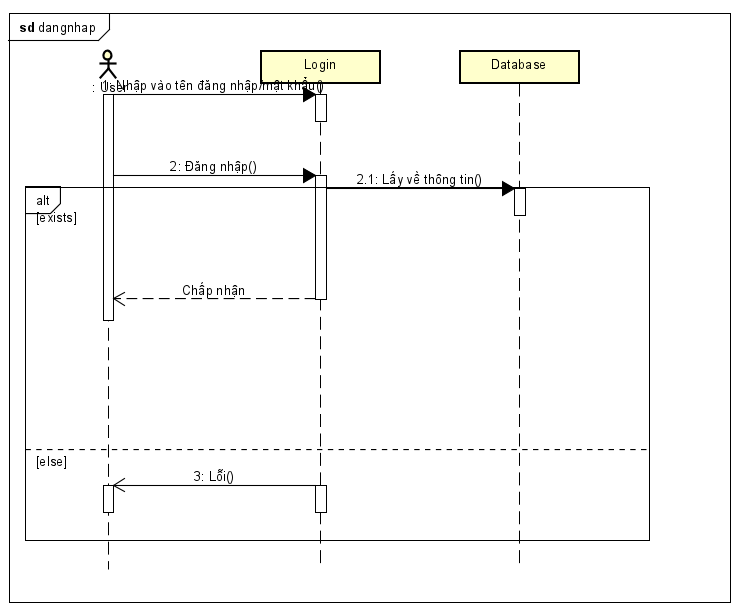 sd dangnhap
Login
Database
: User
1: Nhập vào tên đăng nhập/mật khẩu()
2: Đăng nhập()
2.1: Lấy về thông tin()
alt
[exists]
Chấp nhận
[else]
3: Lỗi()